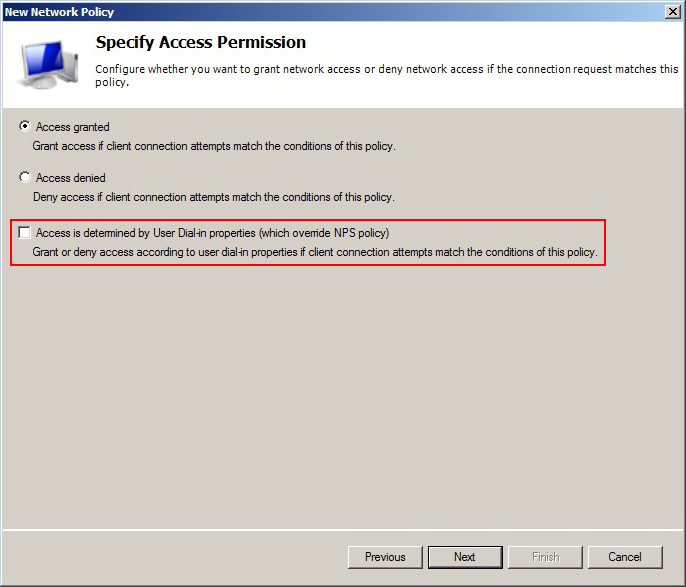 New Network Policy
Specify Access Permission
Configure whether you want to grant network access or deny network access if the connection request matches this
policy.
Access granted
Grant access if client connection attempts match the conditions of this policy.
Access denied
Deny access if client connection attempts match the conditions of this policy.
Access is determined by User Dial-in properties (which override NPS policy)
Grant or deny access according to user dial-in properties if client connection attempts match the conditions of this policy.
Previous
Next
Finish
Cancel